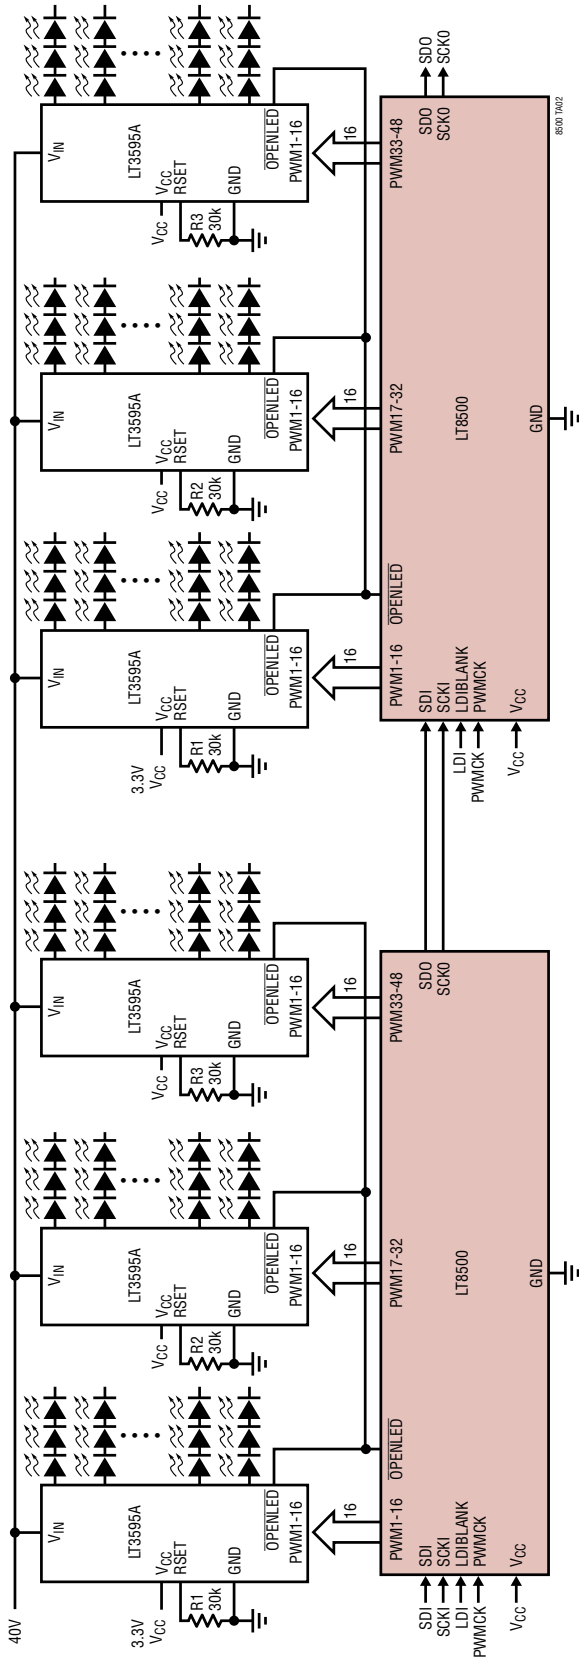 40V
VIN
LT3595A
3.3V
VCC
VCC
RSET
R1
30k
GND
OPENLED
PWM1-16
16
VIN
LT3595A
VCC
VCC
RSET
R2
30k
GND
OPENLED
PWM1-16
16
VIN
LT3595A
VCC
VCC
RSET
R3
30k
GND
OPENLED
PWM1-16
16
PWM1-16
OPENLED
PWM17-32
PWM33-48
SDI
SDI
SCKI
SCKI
LDI
LDIBLANK
PWMCK
PWMCK
VCC
VCC
LT8500
GND
SDO
SCKO
VIN
LT3595A
3.3V
VCC
VCC
RSET
R1
30k
GND
OPENLED
PWM1-16
16
VIN
LT3595A
VCC
VCC
RSET
R2
30k
GND
OPENLED
PWM1-16
16
VIN
LT3595A
VCC
VCC
RSET
R3
30k
GND
OPENLED
PWM1-16
16
PWM1-16
OPENLED
PWM17-32
PWM33-48
SDI
SCKI
LDI
LDIBLANK
PWMCK
PWMCK
VCC
VCC
LT8500
GND
SDO
SCKO
SDO
SCKO
8500 TA02